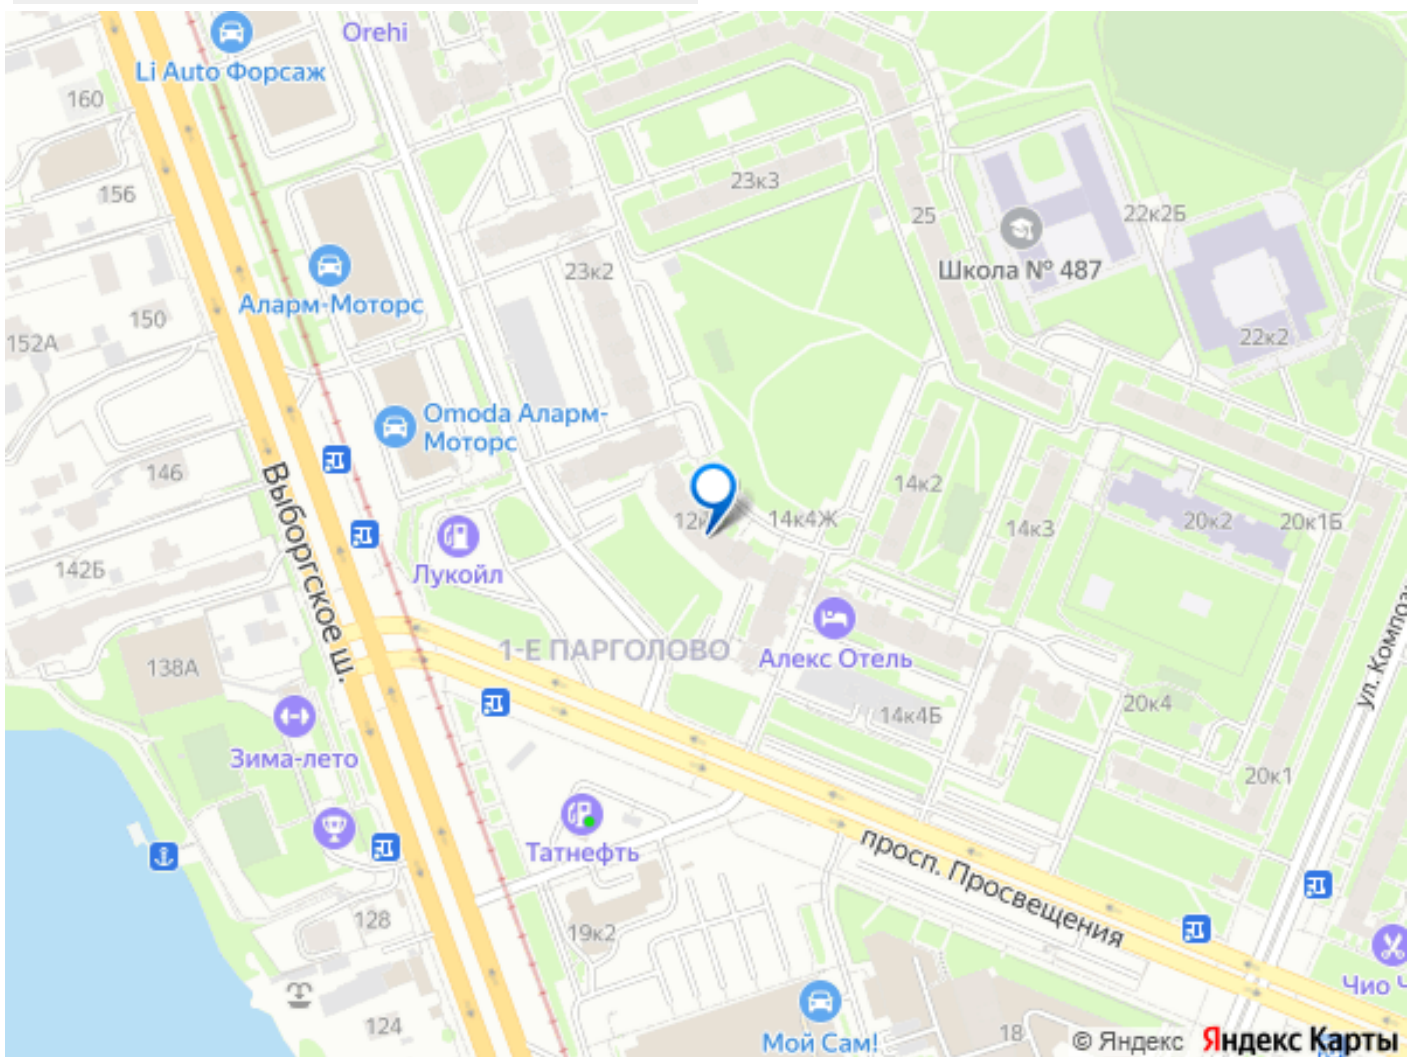 Orehi
Li Auto Форсаж
160
23к3
156
25
22к2Б
Школа № 487
23к2
Аларм-Моторс
150
152А
22к2
Omoda Аларм-
Моторс
146
14к2
12к
14к4Ж
14к3
20к2
20к1Б
Выборгское ш.
Лукойл
142Б
1-Е ПАРГОЛОВО
Алекс Отель
138А
ул. Композ
20к4
14к4Б
Зима-лето
20к1
Татнефть
просп. Просвещения
128
19к2
Чио Ч
124
Мой Сам!
18
© Яндекс Яндекс Карты